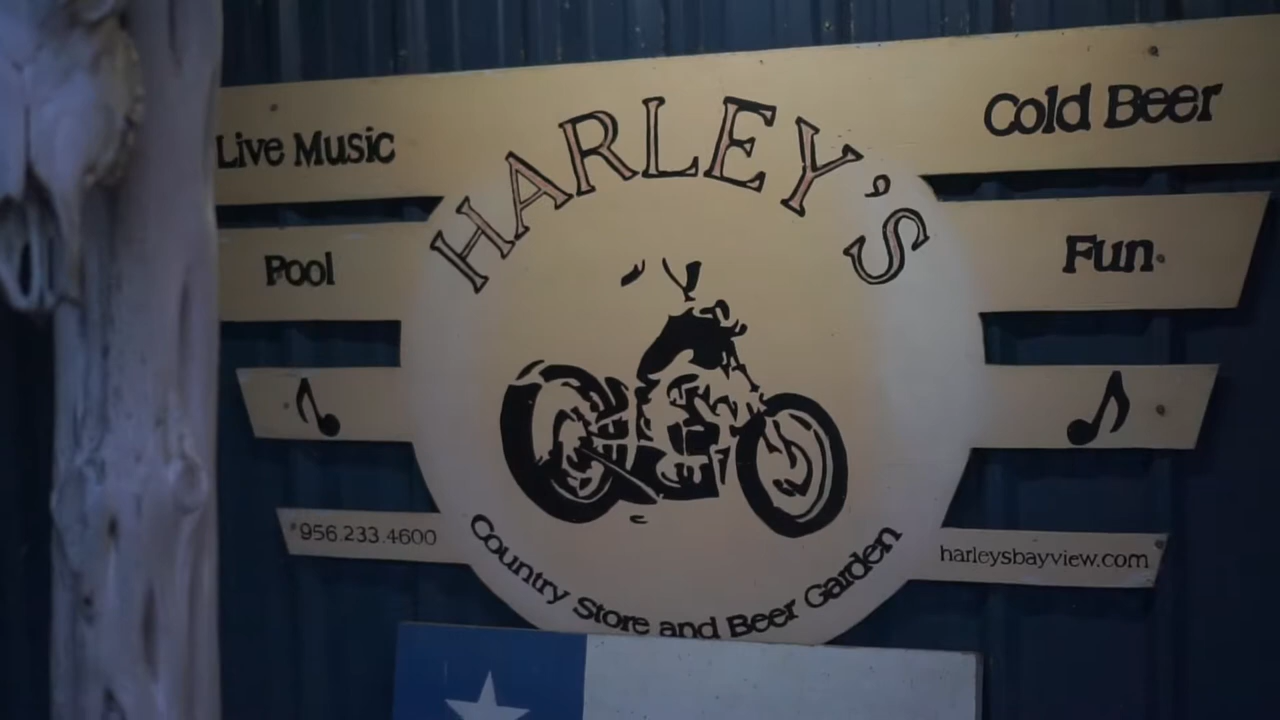 Live Music
HARLEY'S
Cold Beer
Pool
Fun
956.233.4600
harleysbayview.com
Country Store and Beer Garden